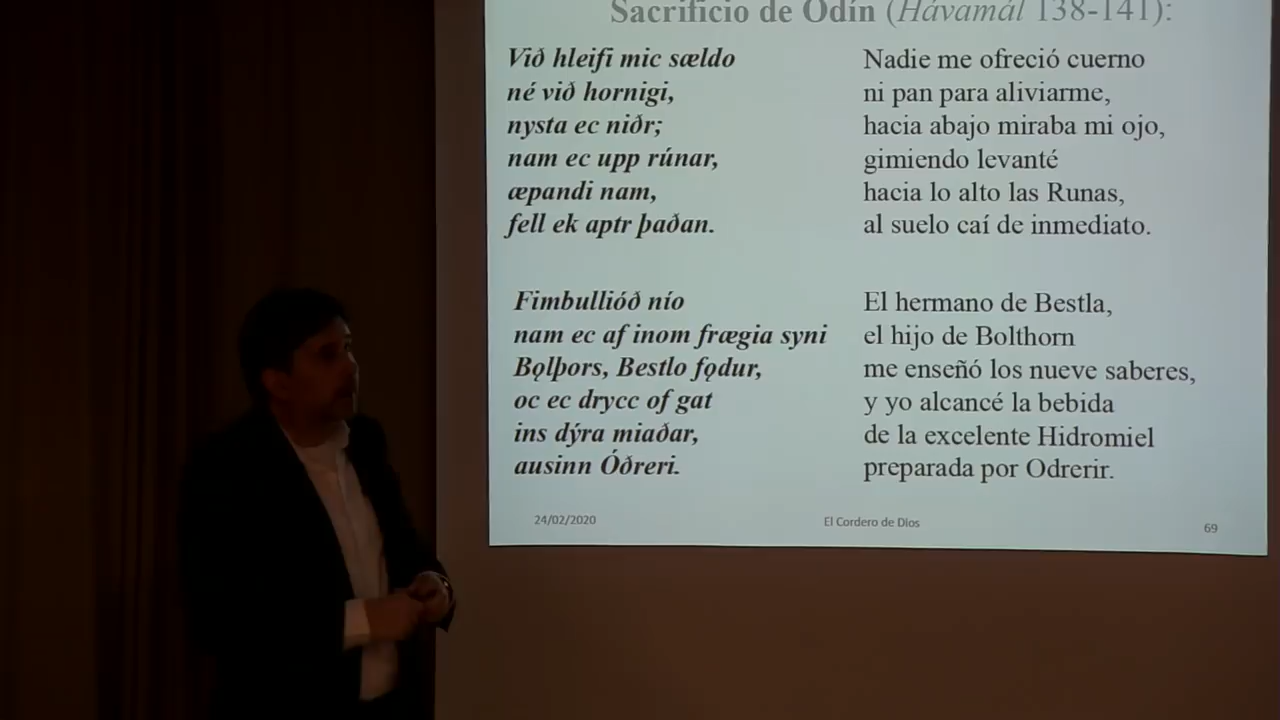 Sacrificio de Odín (Hávamál 138-141):
Við hleifi mic sældo
né við hornigi,
nysta ec niðr;
nam ec upp rúnar,
æpandi nam,
fell ek aptr þaðan.
Fimbullióð nío
nam ec af inom frægia syni
Bǫlþors, Bestlo fǫdur,
oc ec drycc of gat
ins dýra miaðar,
ausinn Óðreri.
Nadie me ofreció cuerno
ni pan para aliviarme,
hacia abajo miraba mi ojo,
gimiendo levanté
hacia lo alto las Runas,
al suelo caí de inmediato.
El hermano de Bestla,
el hijo de Bolthorn
me enseñó los nueve saberes,
y yo alcancé la bebida
de la excelente Hidromiel
preparada por Odrerir.
24/02/2020
El Cordero de Dios
69